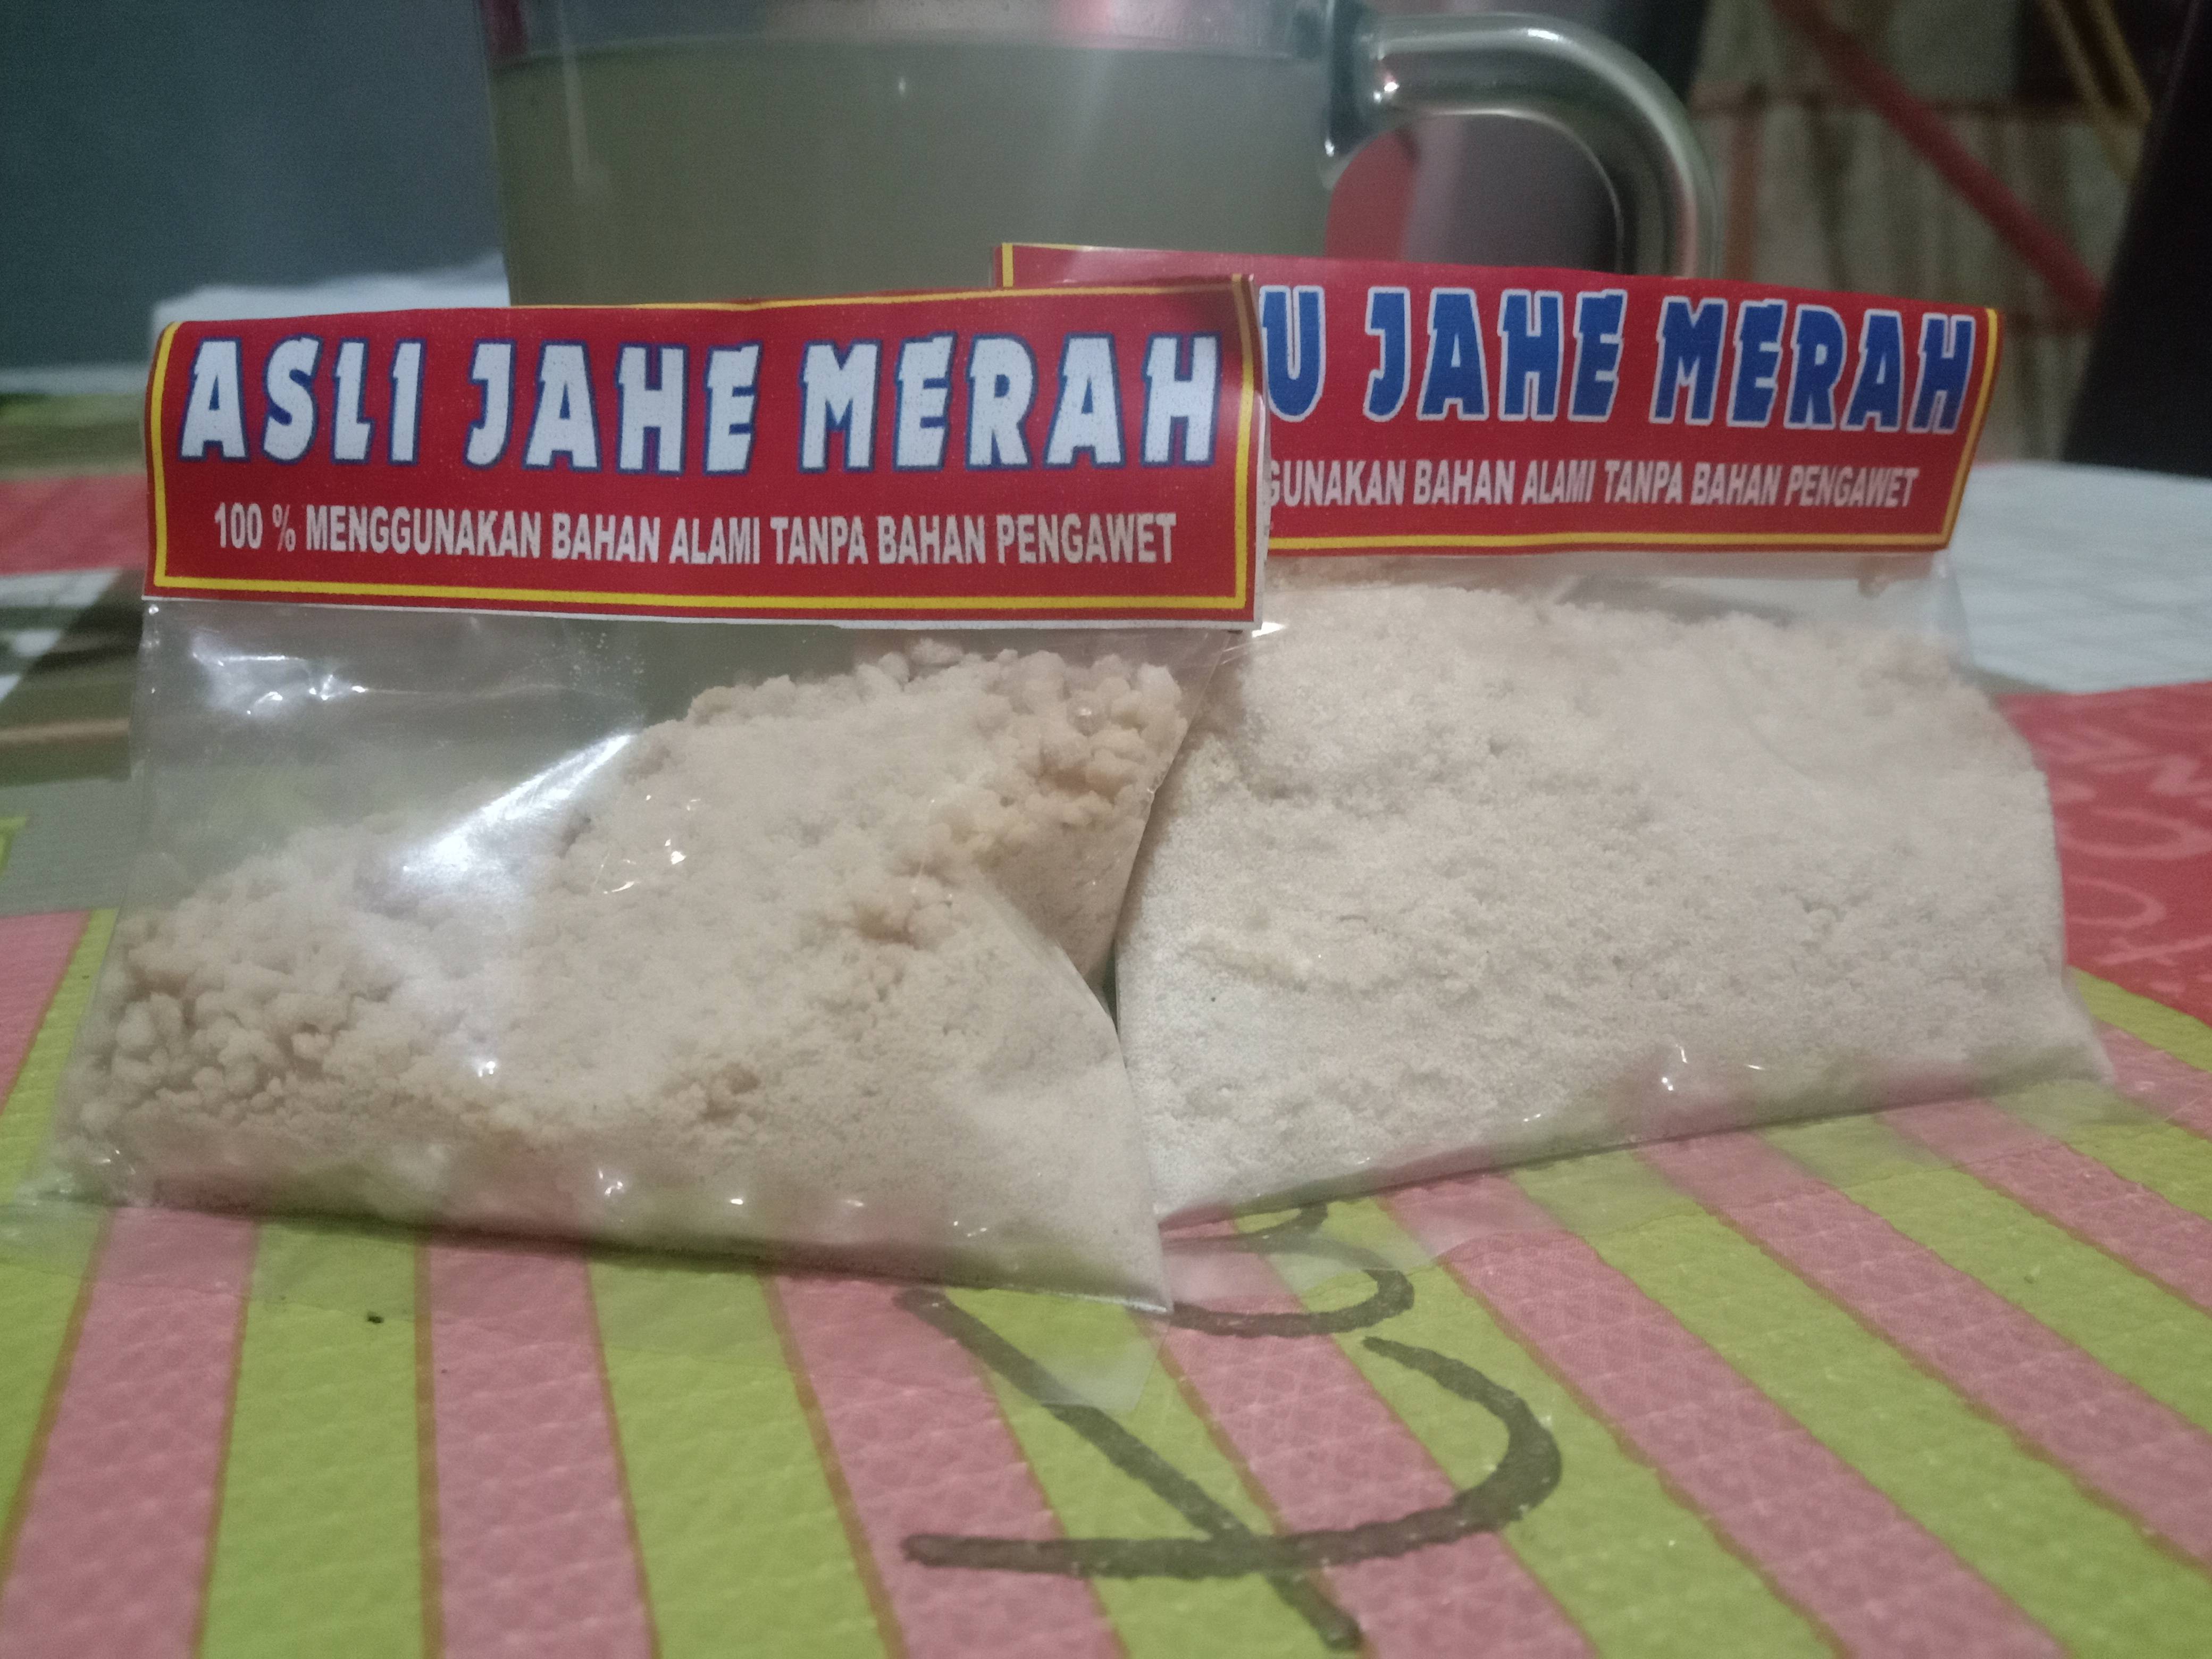 ASLI JAHE MERAH
100 % MENGGUNAKAN BAHAN ALAMI TANPA BAHAN PENGAWET
U JAHE MERAH
GUNAKAN BAHAN ALAMI TANPA BAHAN PENGAWET